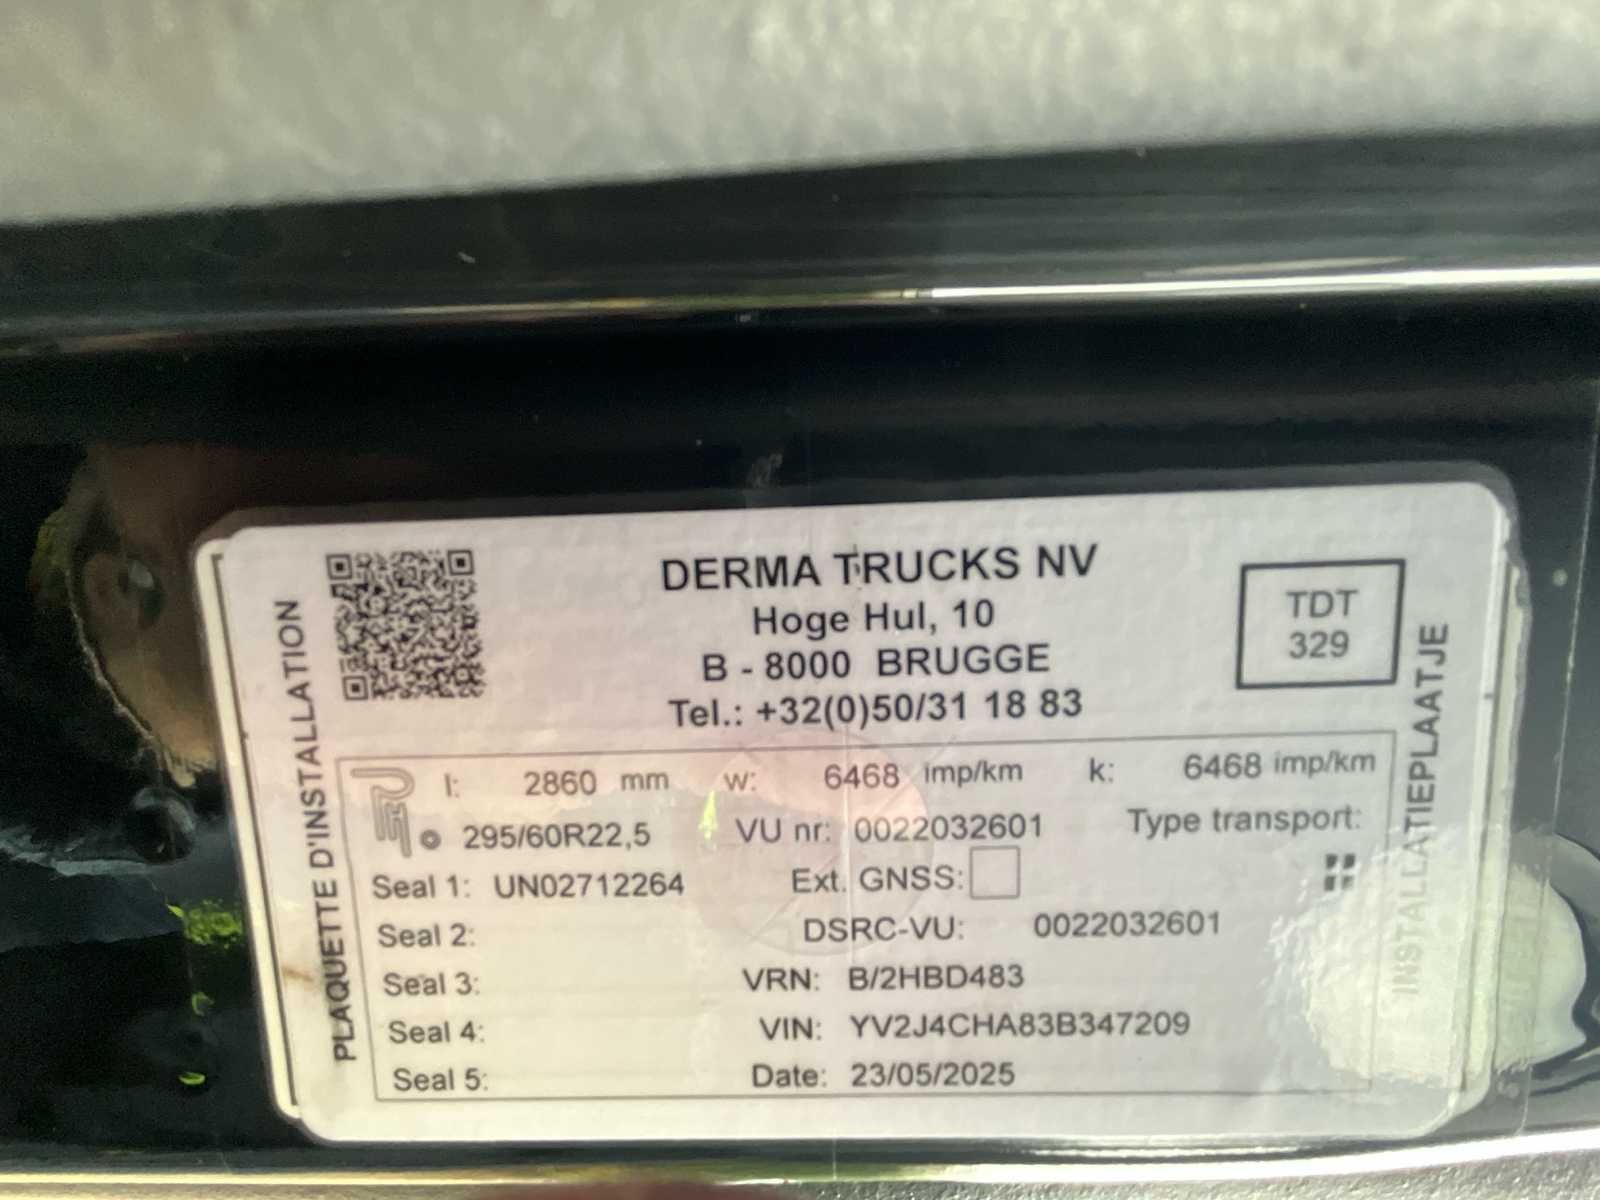 DERMA TRUCKS NV
Hoge Hul, 10
B - 8000 BRUGGE
Tel.: +32(0)50/31 18 83
TDT
329
PLAQUETTE D'INSTALLATION
INSTALLATIEPLAATJE
l: 2860 mm w: 6468 imp/km k: 6468 imp/km
295/60R22,5 VU nr: 0022032601 Type transport:
Seal 1: UN02712264 Ext. GNSS:
Seal 2: DSRC-VU: 0022032601
Seal 3: VRN: B/2HBD483
Seal 4: VIN: YV2J4CHA83B347209
Seal 5: Date: 23/05/2025